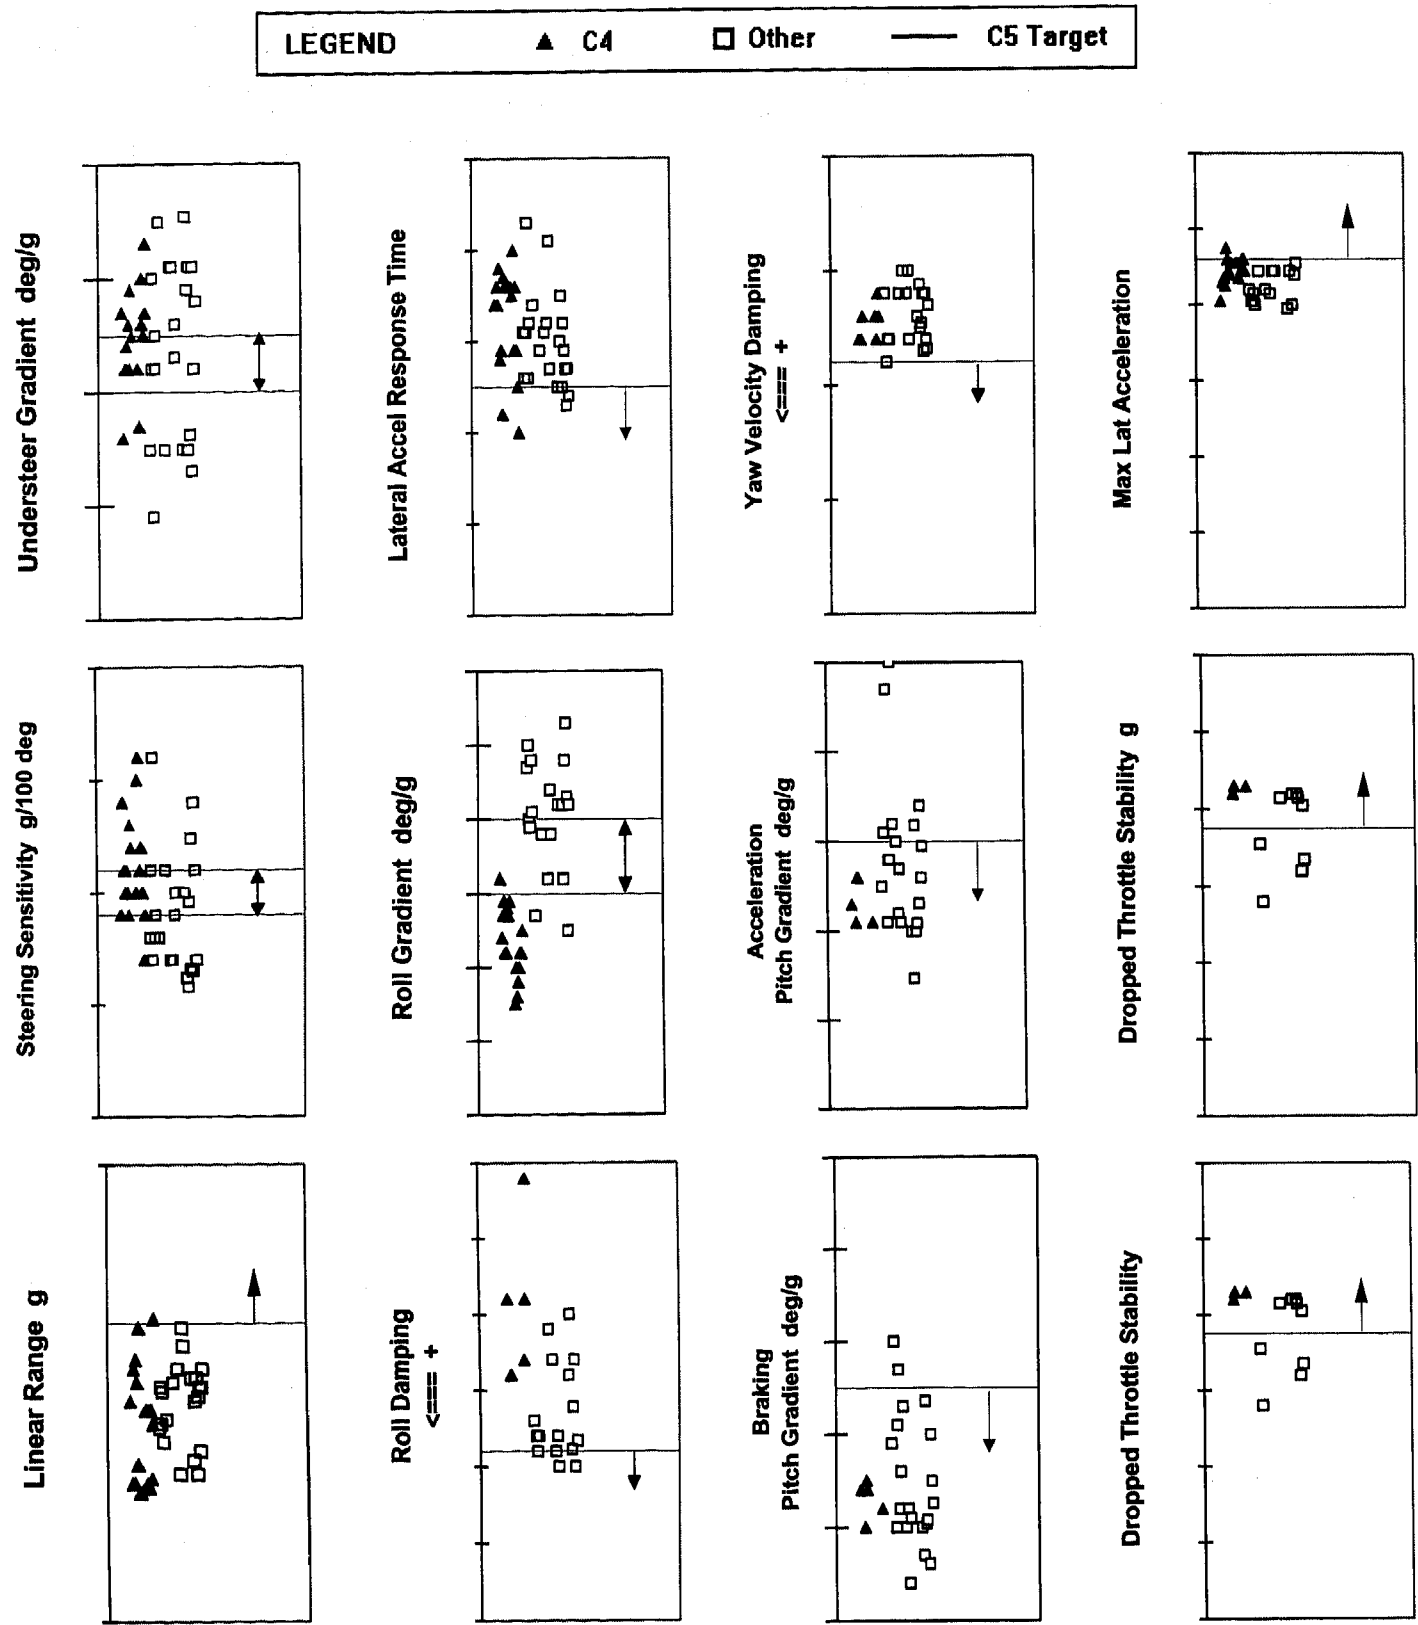 LEGEND ▲ C4 □ Other — C5 Target
Understeer Gradient deg/g
Lateral Accel Response Time
Yaw Velocity Damping
<=== +
Max Lat Acceleration
Steering Sensitivity g/100 deg
Roll Gradient deg/g
Acceleration
Pitch Gradient deg/g
Dropped Throttle Stability g
Linear Range g
Roll Damping
<=== +
Braking
Pitch Gradient deg/g
Dropped Throttle Stability